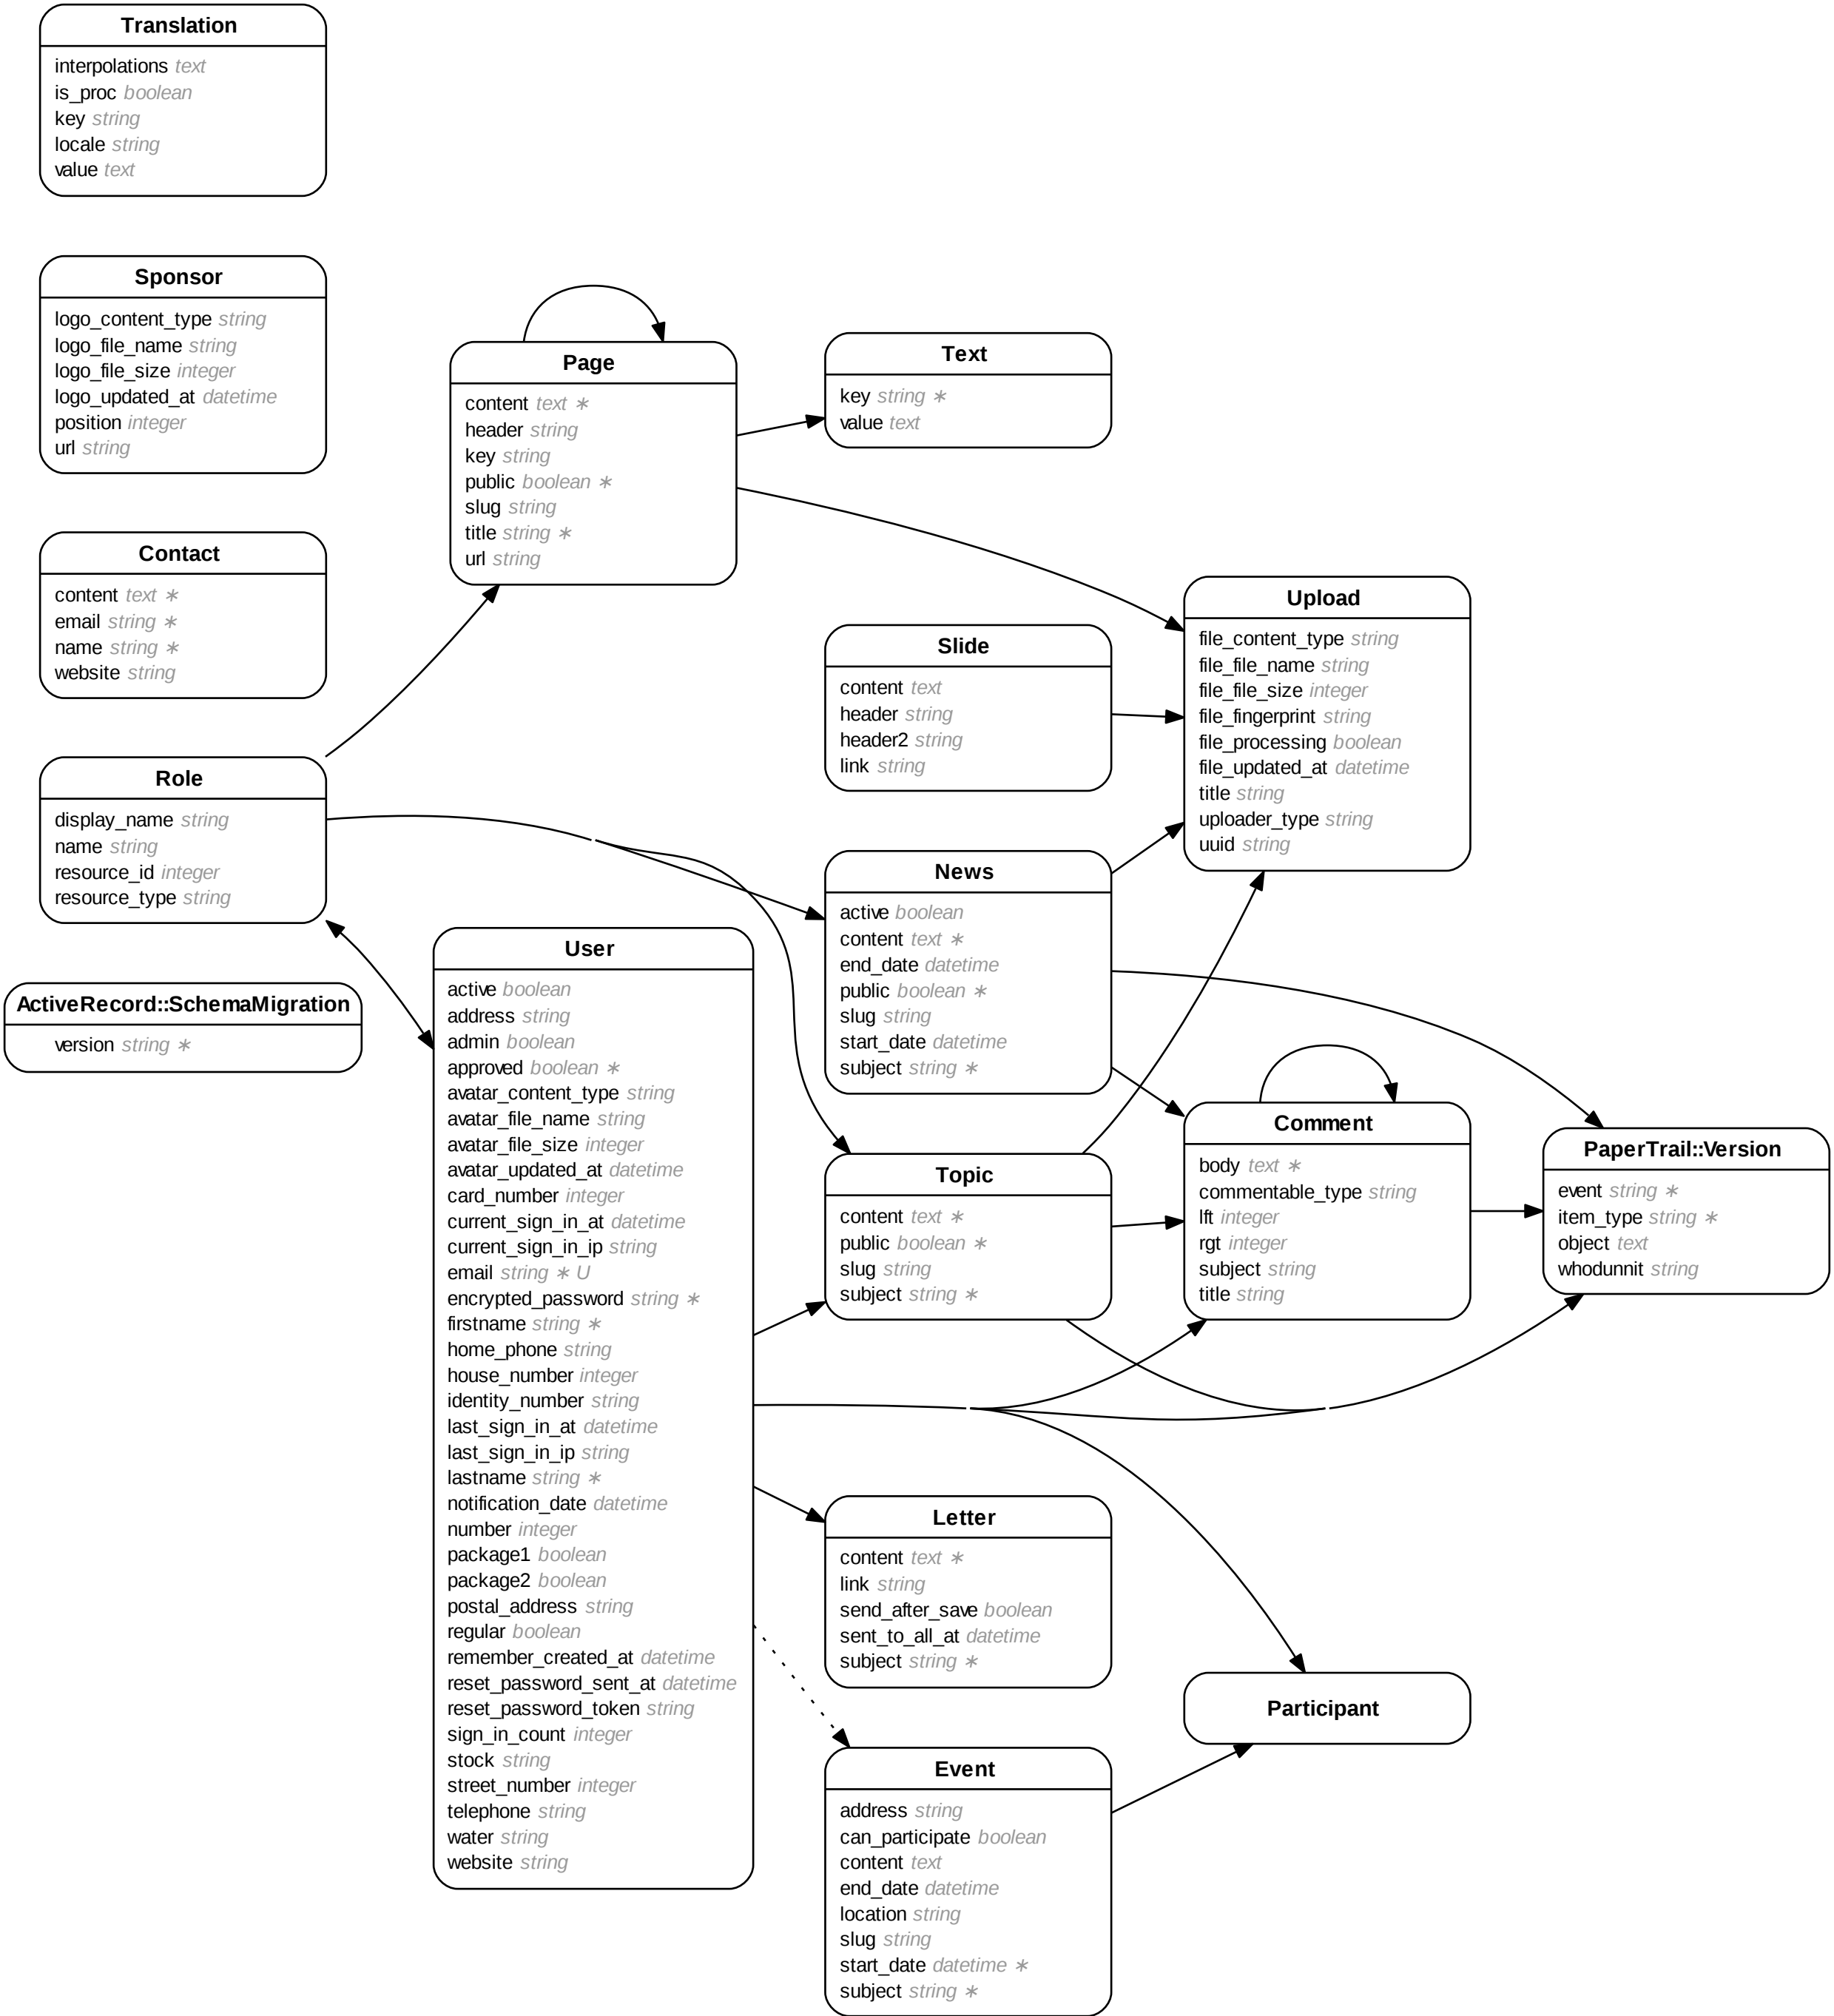 Translation
interpolations text
is_proc boolean
key string
locale string
value text
Sponsor
logo_content_type string
logo_file_name string
logo_file_size integer
logo_updated_at datetime
position integer
url string
Contact
content text ∗
email string ∗
name string ∗
website string
Role
display_name string
name string
resource_id integer
resource_type string
ActiveRecord::SchemaMigration
version string ∗
Page
content text ∗
header string
key string
public boolean ∗
slug string
title string ∗
url string
User
active boolean
address string
admin boolean
approved boolean ∗
avatar_content_type string
avatar_file_name string
avatar_file_size integer
avatar_updated_at datetime
card_number integer
current_sign_in_at datetime
current_sign_in_ip string
email string ∗ U
encrypted_password string ∗
firstname string ∗
home_phone string
house_number integer
identity_number string
last_sign_in_at datetime
last_sign_in_ip string
lastname string ∗
notification_date datetime
number integer
package1 boolean
package2 boolean
postal_address string
regular boolean
remember_created_at datetime
reset_password_sent_at datetime
reset_password_token string
sign_in_count integer
stock string
street_number integer
telephone string
water string
website string
Text
key string ∗
value text
Slide
content text
header string
header2 string
link string
News
active boolean
content text ∗
end_date datetime
public boolean ∗
slug string
start_date datetime
subject string ∗
Topic
content text ∗
public boolean ∗
slug string
subject string ∗
Letter
content text ∗
link string
send_after_save boolean
sent_to_all_at datetime
subject string ∗
Event
address string
can_participate boolean
content text
end_date datetime
location string
slug string
start_date datetime ∗
subject string ∗
Upload
file_content_type string
file_file_name string
file_file_size integer
file_fingerprint string
file_processing boolean
file_updated_at datetime
title string
uploader_type string
uuid string
Comment
body text ∗
commentable_type string
lft integer
rgt integer
subject string
title string
Participant
PaperTrail::Version
event string ∗
item_type string ∗
object text
whodunnit string